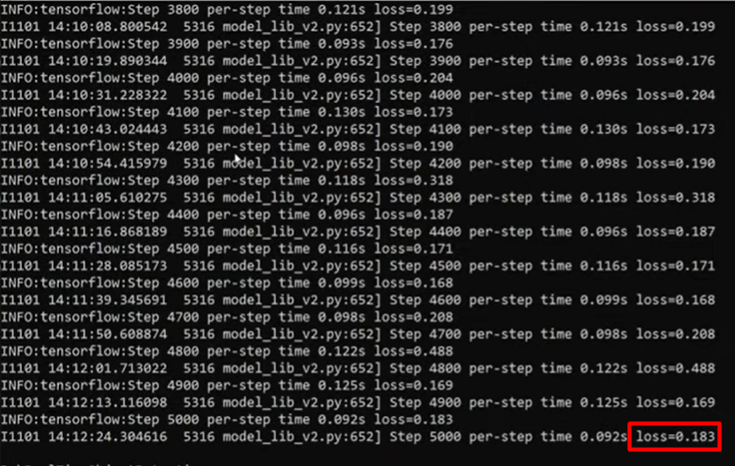 INFO:tensorflow:Step 3800 per-step time 0.121s loss=0.199
I1101 14:10:08.800542  5316 model_lib_v2.py:652] Step 3800 per-step time 0.121s loss=0.199
INFO:tensorflow:Step 3900 per-step time 0.093s loss=0.176
I1101 14:10:19.890344  5316 model_lib_v2.py:652] Step 3900 per-step time 0.093s loss=0.176
INFO:tensorflow:Step 4000 per-step time 0.096s loss=0.204
I1101 14:10:31.228322  5316 model_lib_v2.py:652] Step 4000 per-step time 0.096s loss=0.204
INFO:tensorflow:Step 4100 per-step time 0.130s loss=0.173
I1101 14:10:43.024443  5316 model_lib_v2.py:652] Step 4100 per-step time 0.130s loss=0.173
INFO:tensorflow:Step 4200 per-step time 0.098s loss=0.190
I1101 14:10:54.415979  5316 model_lib_v2.py:652] Step 4200 per-step time 0.098s loss=0.190
INFO:tensorflow:Step 4300 per-step time 0.118s loss=0.318
I1101 14:11:05.610275  5316 model_lib_v2.py:652] Step 4300 per-step time 0.118s loss=0.318
INFO:tensorflow:Step 4400 per-step time 0.096s loss=0.187
I1101 14:11:16.868189  5316 model_lib_v2.py:652] Step 4400 per-step time 0.096s loss=0.187
INFO:tensorflow:Step 4500 per-step time 0.116s loss=0.171
I1101 14:11:28.085173  5316 model_lib_v2.py:652] Step 4500 per-step time 0.116s loss=0.171
INFO:tensorflow:Step 4600 per-step time 0.099s loss=0.168
I1101 14:11:39.345691  5316 model_lib_v2.py:652] Step 4600 per-step time 0.099s loss=0.168
INFO:tensorflow:Step 4700 per-step time 0.098s loss=0.208
I1101 14:11:50.608874  5316 model_lib_v2.py:652] Step 4700 per-step time 0.098s loss=0.208
INFO:tensorflow:Step 4800 per-step time 0.122s loss=0.488
I1101 14:12:01.713022  5316 model_lib_v2.py:652] Step 4800 per-step time 0.122s loss=0.488
INFO:tensorflow:Step 4900 per-step time 0.125s loss=0.169
I1101 14:12:13.116098  5316 model_lib_v2.py:652] Step 4900 per-step time 0.125s loss=0.169
INFO:tensorflow:Step 5000 per-step time 0.092s loss=0.183
I1101 14:12:24.304616  5316 model_lib_v2.py:652] Step 5000 per-step time 0.092s loss=0.183